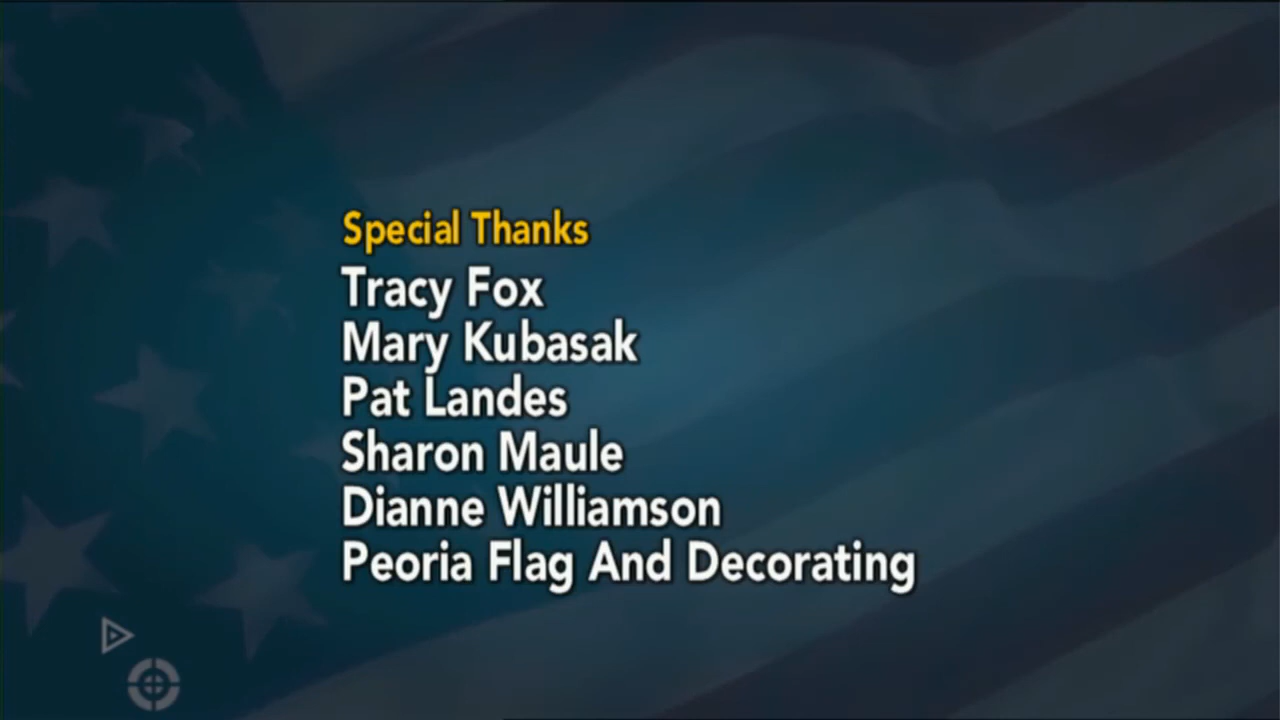 Special Thanks
Tracy Fox
Mary Kubasak
Pat Landes
Sharon Maule
Dianne Williamson
Peoria Flag And Decorating